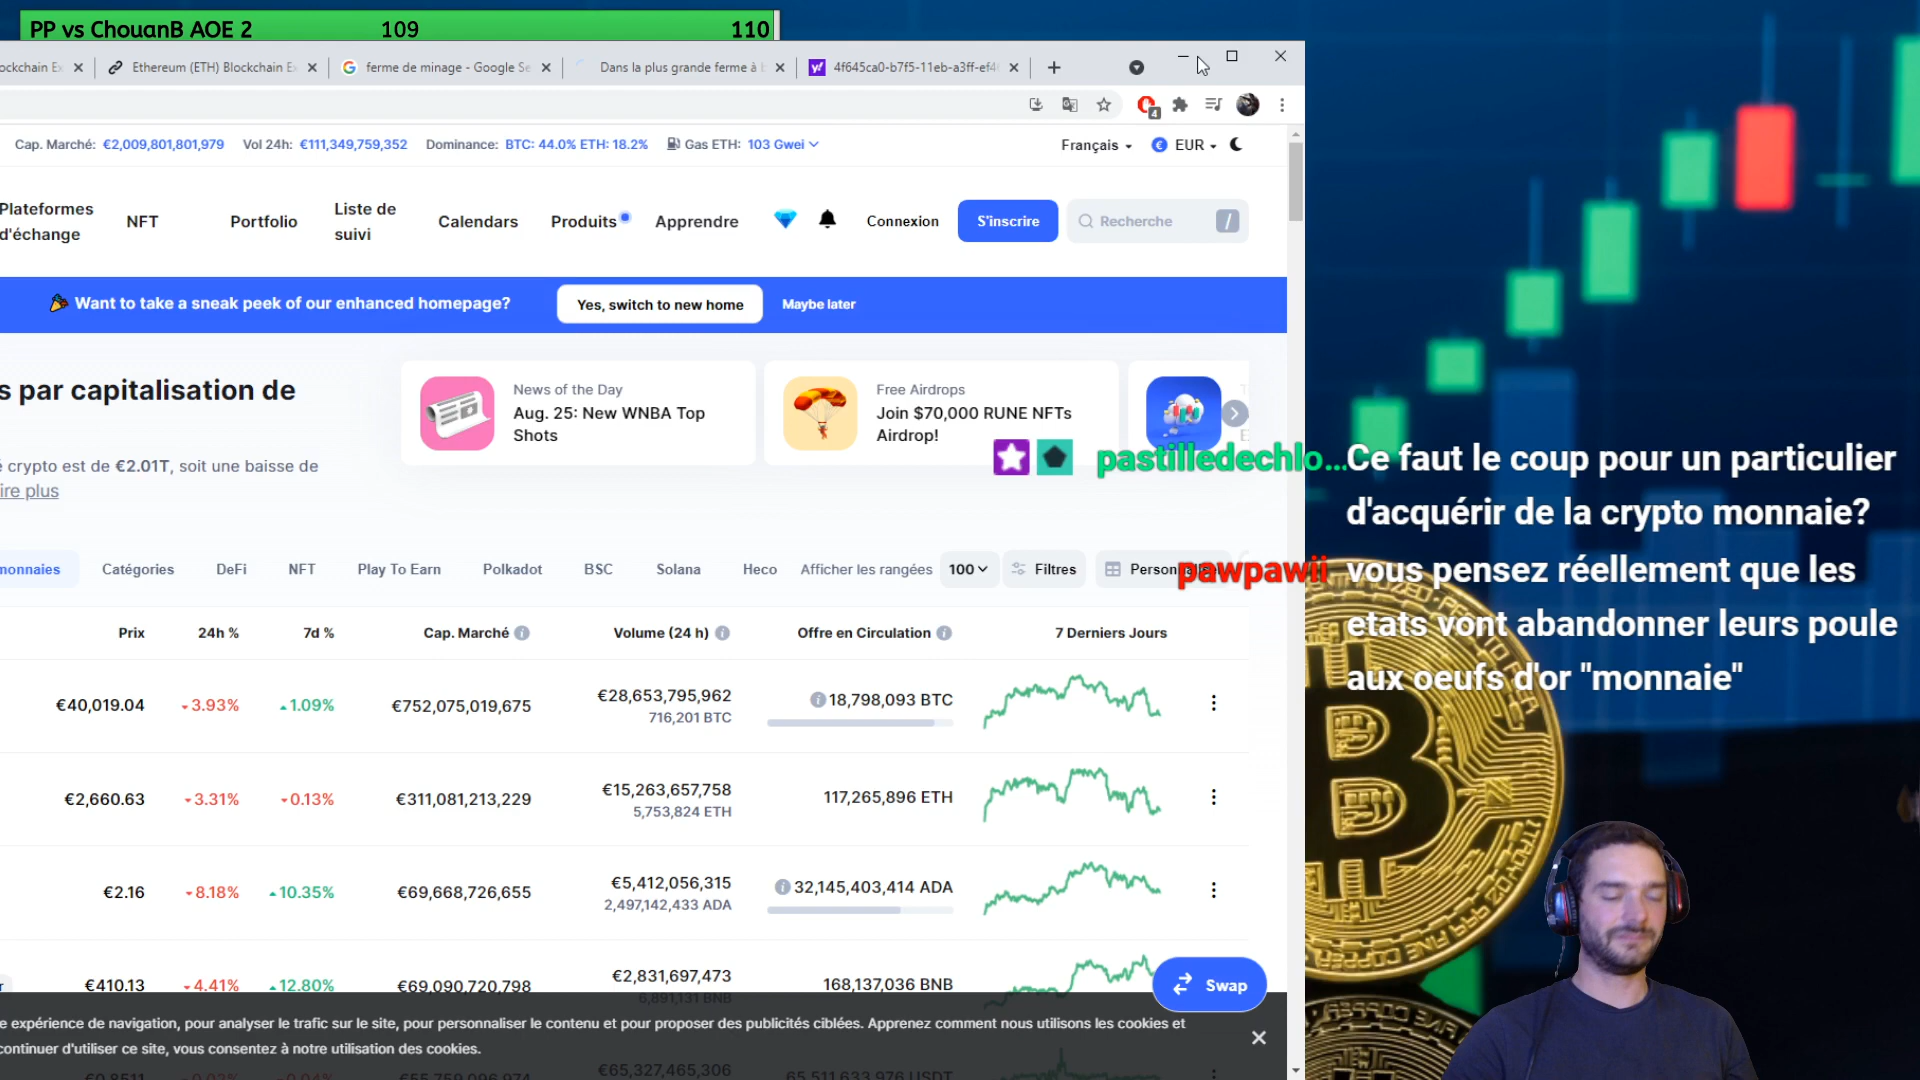 PP vs ChouanB AOE 2 109 110
ockchain Ex
Ethereum (ETH) Blockchain Ex
ferme de minage - Google Se
Dans la plus grande ferme à b
4f645ca0-b7f5-11eb-a3ff-ef4
4
Cap. Marché: €2,009,801,801,979 Vol 24h: €111,349,759,352 Dominance: BTC: 44.0% ETH: 18.2% Gas ETH: 103 Gwei
Français EUR
Plateformes
d'échange
NFT
Portfolio
Liste de
suivi
Calendars
Produits
Apprendre
Connexion
S'inscrire
Recherche /
Want to take a sneak peek of our enhanced homepage? Yes, switch to new home Maybe later
s par capitalisation de
é crypto est de €2.01T, soit une baisse de
ire plus
News of the Day
Aug. 25: New WNBA Top
Shots
Free Airdrops
Join $70,000 RUNE NFTs
Airdrop!
pastilledechlo... Ce faut le coup pour un particulier
d'acquérir de la crypto monnaie?
pawpawii vous pensez réellement que les
etats vont abandonner leurs poule
aux oeufs d'or "monnaie"
monnaies Catégories DeFi NFT Play To Earn Polkadot BSC Solana Heco Afficher les rangées 100 Filtres Person
Prix 24h % 7d % Cap. Marché Volume (24 h) Offre en Circulation 7 Derniers Jours
€40,019.04 3.93% 1.09% €752,075,019,675 €28,653,795,962 18,798,093 BTC
716,201 BTC
€2,660.63 3.31% 0.13% €311,081,213,229 €15,263,657,758 117,265,896 ETH
5,753,824 ETH
€2.16 8.18% 10.35% €69,668,726,655 €5,412,056,315 32,145,403,414 ADA
2,497,142,433 ADA
r €410.13 4.41% 12.80% €69,090,720,798 €2,831,697,473 168,137,036 BNB
6,891,131 BNB
Swap
e expérience de navigation, pour analyser le trafic sur le site, pour personnaliser le contenu et pour proposer des publicités ciblées. Apprenez comment nous utilisons les cookies et
continuer d'utiliser ce site, vous consentez à notre utilisation des cookies.
€65,327,465,306